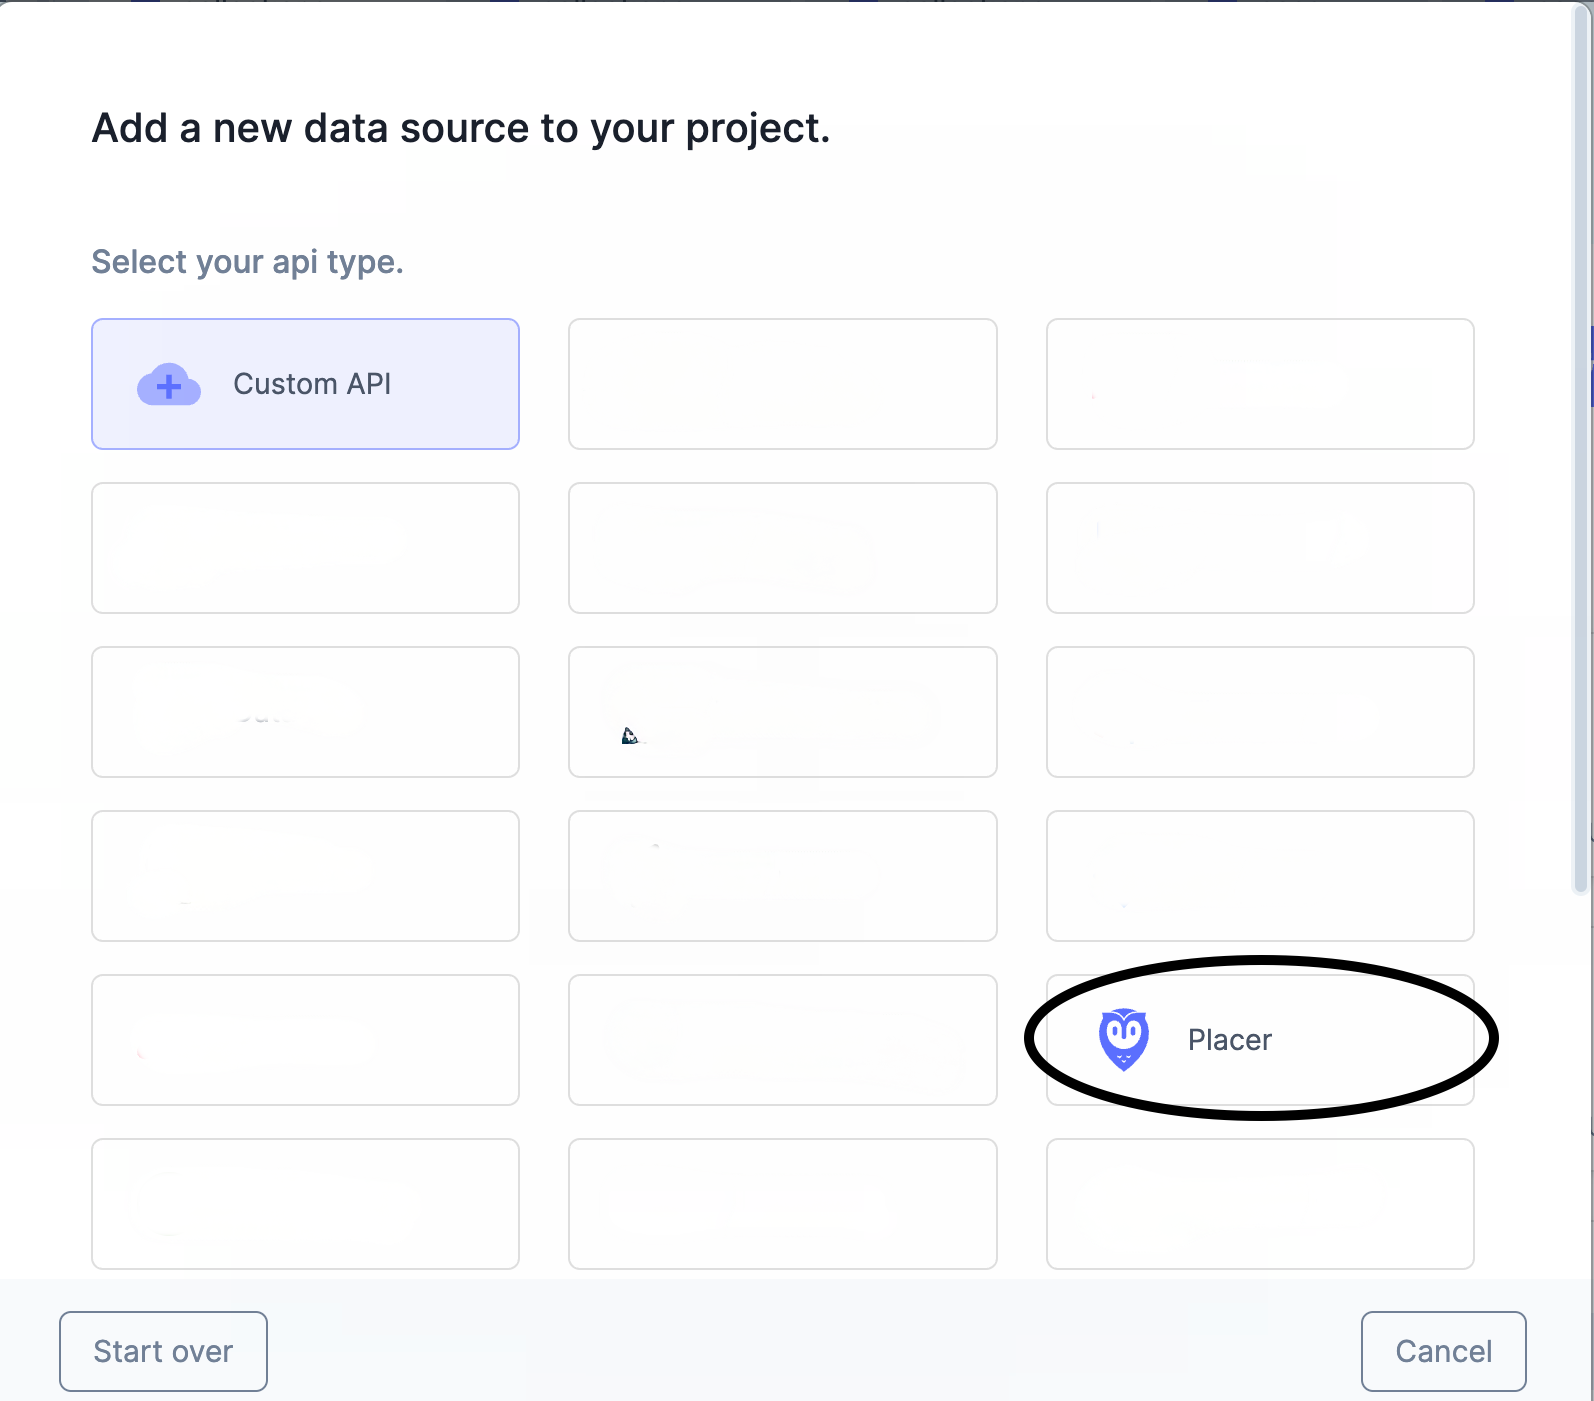 Add a new data source to your project.
Select your api type.
Custom API
Placer
Start over
Cancel